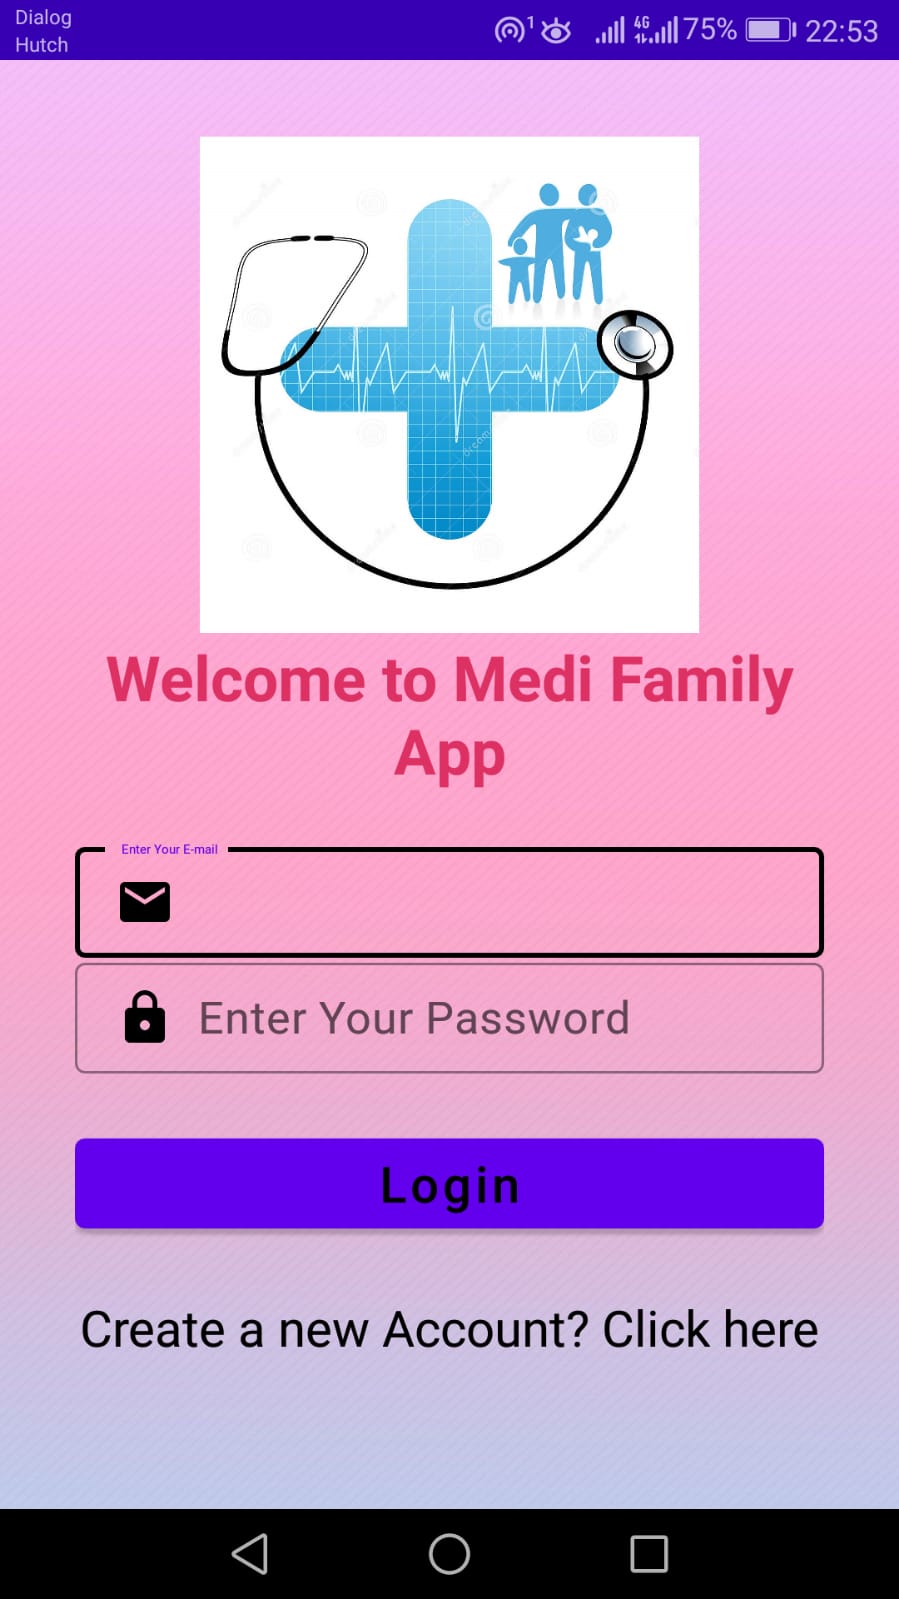 Dialog
Hutch
1 4G 75% 22:53
Welcome to Medi Family
App
Enter Your E-mail
Enter Your Password
Login
Create a new Account? Click here